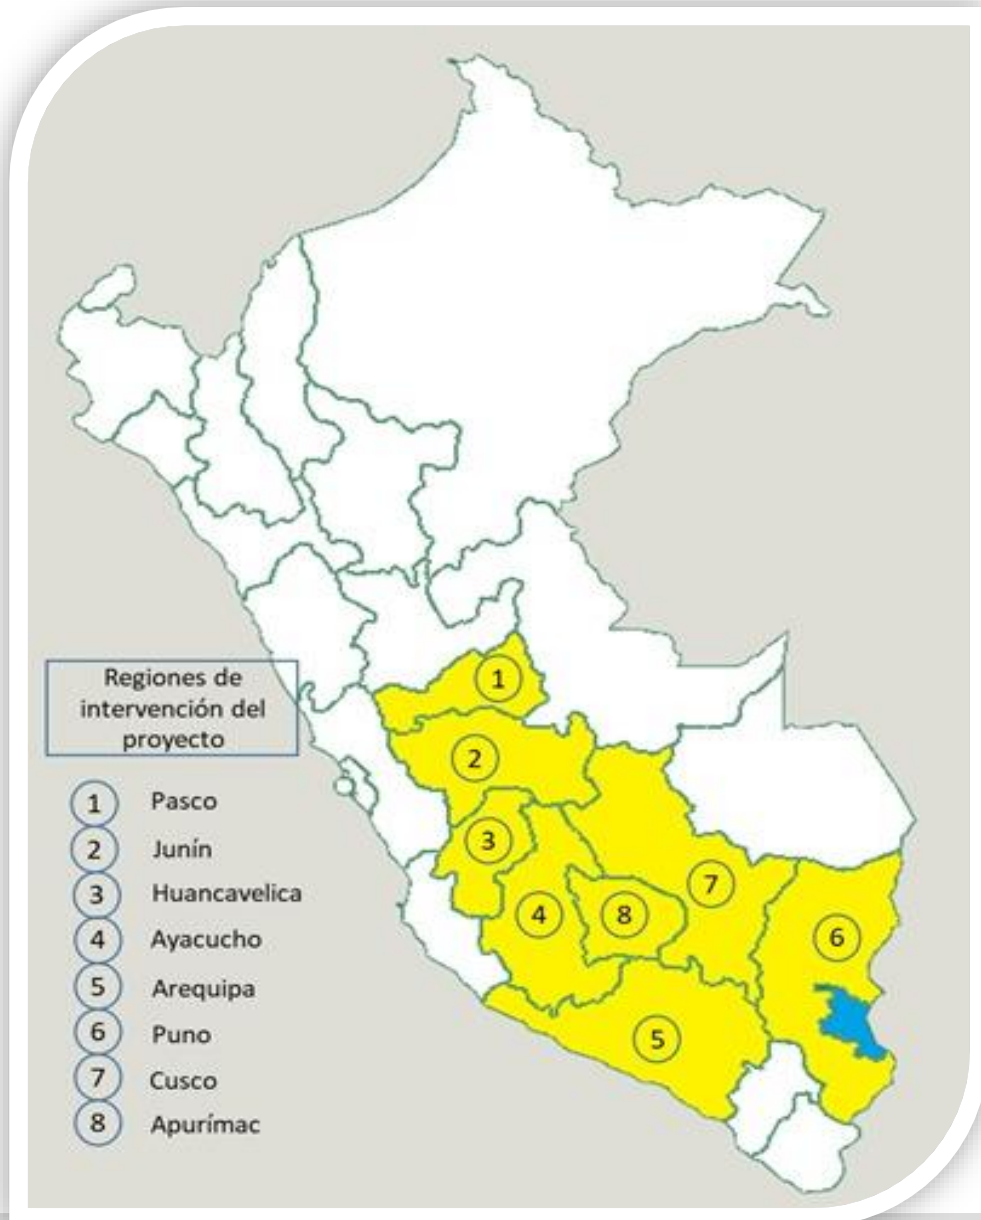 Regiones de
intervención del
proyecto
1 Pasco
2 Junín
3 Huancavelica
4 Ayacucho
5 Arequipa
6 Puno
7 Cusco
8 Apurímac
1
2
3
4
8
7
6
5